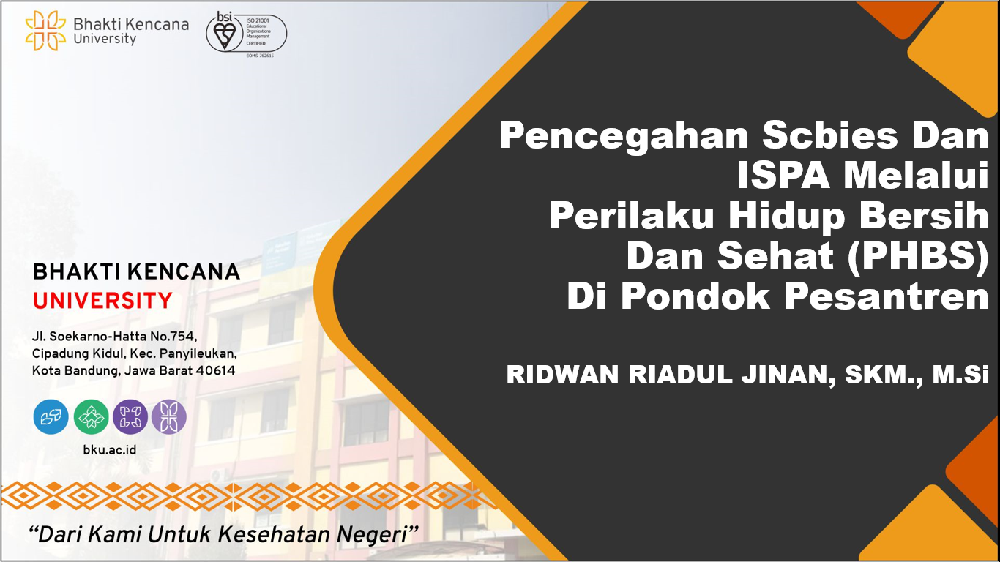 Bhakti Kencana
University
bsi
ISO 21001
Educational
Organizations
Management
CERTIFIED
EOMS 762615
Pencegahan Scbies Dan
ISPA Melalui
Perilaku Hidup Bersih
Dan Sehat (PHBS)
Di Pondok Pesantren
RIDWAN RIADUL JINAN, SKM., M.Si
BHAKTI KENCANA
UNIVERSITY
Jl. Soekarno-Hatta No.754,
Cipadung Kidul, Kec. Panyileukan,
Kota Bandung, Jawa Barat 40614
bku.ac.id
“Dari Kami Untuk Kesehatan Negeri”